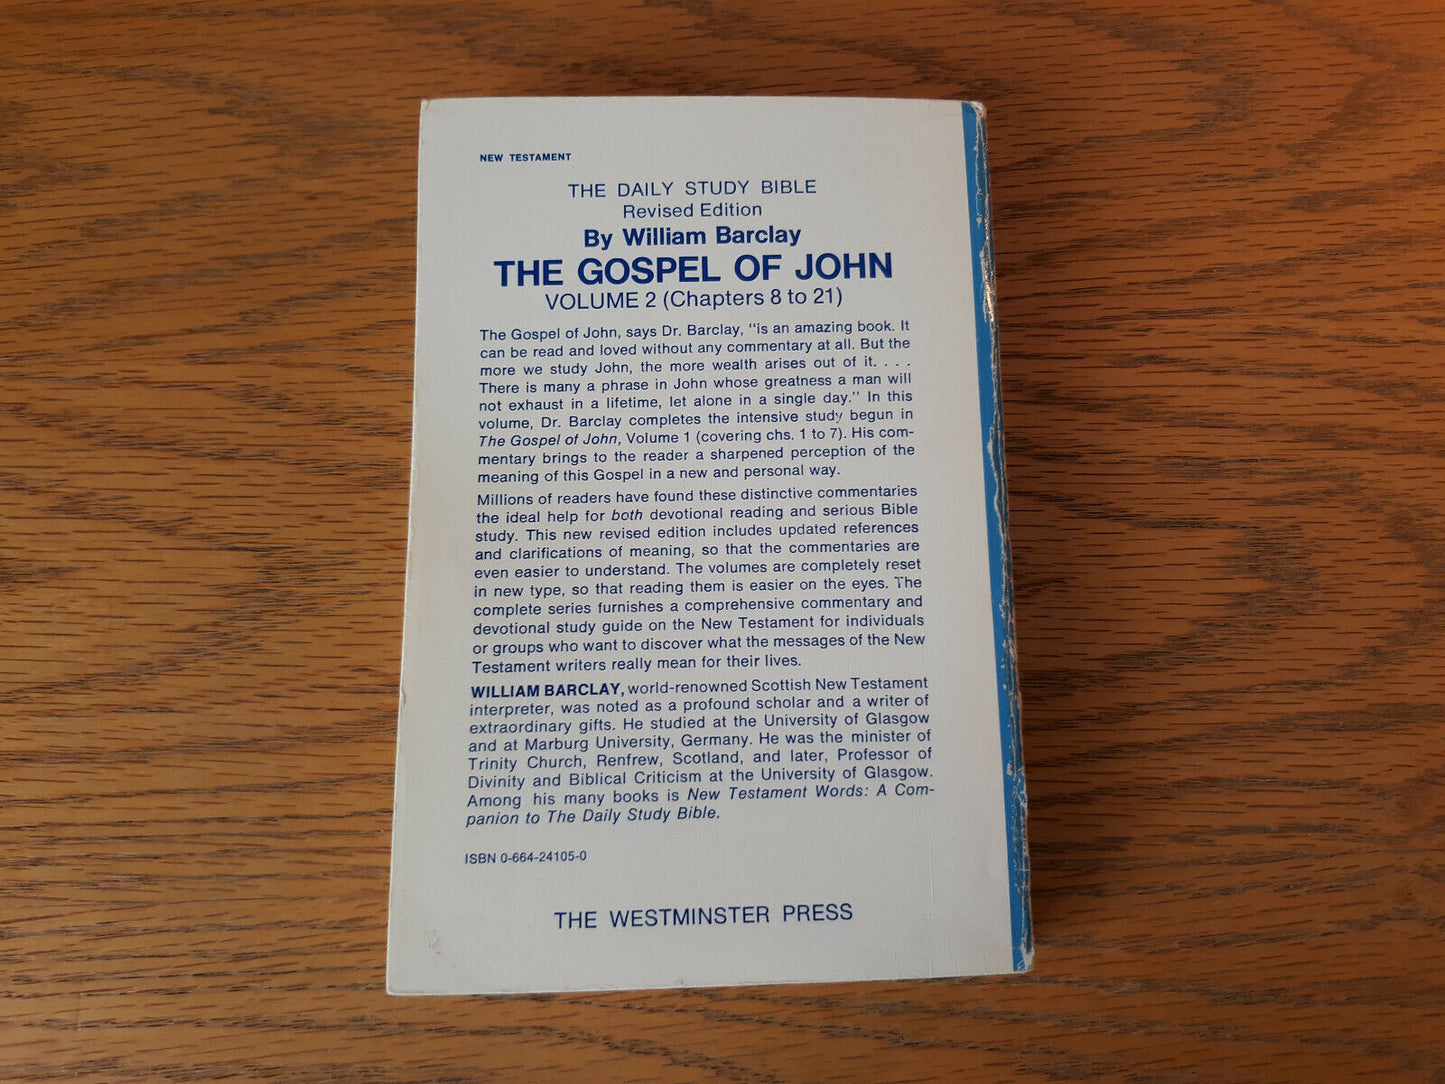 NEW TESTAMENT
THE DAILY STUDY BIBLE
Revised Edition
By William Barclay
THE GOSPEL OF JOHN
VOLUME 2 (Chapters 8 to 21)
The Gospel of John, says Dr. Barclay, "is an amazing book. It
can be read and loved without any commentary at all. But the
more we study John, the more wealth arises out of it. . . .
There is many a phrase in John whose greatness a man will
not exhaust in a lifetime, let alone in a single day." In this
volume, Dr. Barclay completes the intensive study begun in
The Gospel of John, Volume 1 (covering chs. 1 to 7). His com-
mentary brings to the reader a sharpened perception of the
meaning of this Gospel in a new and personal way.
Millions of readers have found these distinctive commentaries
the ideal help for both devotional reading and serious Bible
study. This new revised edition includes updated references
and clarifications of meaning, so that the commentaries are
even easier to understand. The volumes are completely reset
in new type, so that reading them is easier on the eyes. The
complete series furnishes a comprehensive commentary and
devotional study guide on the New Testament for individuals
or groups who want to discover what the messages of the New
Testament writers really mean for their lives.
WILLIAM BARCLAY, world-renowned Scottish New Testament
interpreter, was noted as a profound scholar and a writer of
extraordinary gifts. He studied at the University of Glasgow
and at Marburg University, Germany. He was the minister of
Trinity Church, Renfrew, Scotland, and later, Professor of
Divinity and Biblical Criticism at the University of Glasgow.
Among his many books is New Testament Words: A Com-
panion to The Daily Study Bible.
ISBN 0-664-24105-0
THE WESTMINSTER PRESS